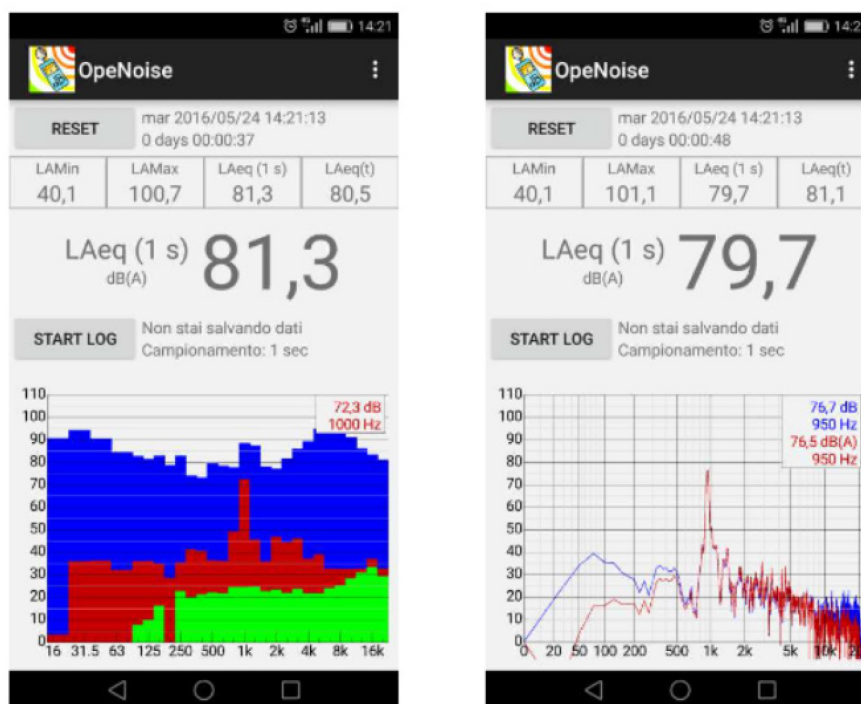 14:21
OpeNoise
RESET
mar 2016/05/24 14:21:13
0 days 00:00:37
LAMin LAMax LAeq (1 s) LAeq(t)
40,1 100,7 81,3 80,5
LAeq (1 s) 81,3
dB(A)
START LOG
Non stai salvando dati
Campionamento: 1 sec
110
100
90
80
70
60
50
40
30
20
10
0
72,3 dB
1000 Hz
16 31.5 63 125 250 500 1k 2k 4k 8k 16k
14:2
OpeNoise
RESET
mar 2016/05/24 14:21:13
0 days 00:00:48
LAMin LAMax LAeq (1 s) LAeq(t)
40,1 101,1 79,7 81,1
LAeq (1 s) 79,7
dB(A)
START LOG
Non stai salvando dati
Campionamento: 1 sec
110
100
90
80
70
60
50
40
30
20
10
0
76,7 dB
950 Hz
76,5 dB(A)
950 Hz
0 20 50 100 200 500 1k 2k 5k 10k